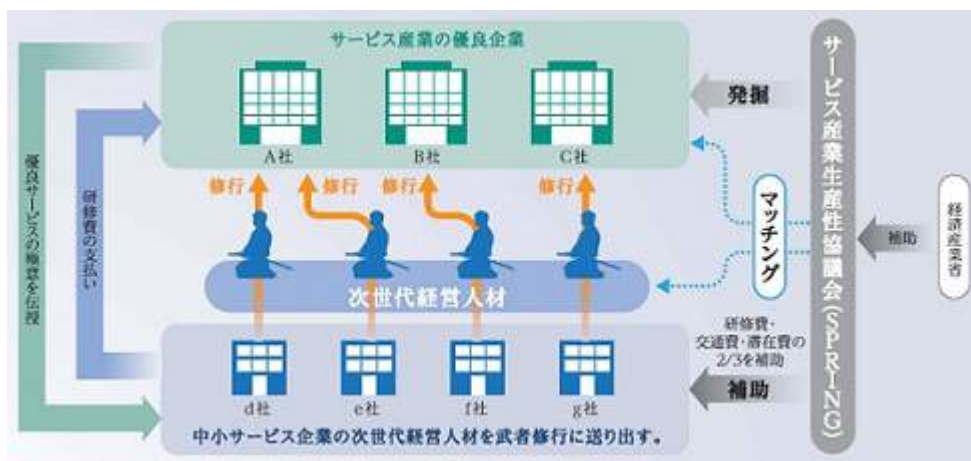 サービス産業の優良企業
A社
B社
C社
修行
修行
修行
修行
次世代経営人材
d社
e社
f社
g社
中小サービス企業の次世代経営人材を武者修行に送り出す。
優良サービスの極意を伝授
研修費の支払い
発掘
マッチング
研修費・
交通費・滞在費の
2/3を補助
補助
サービス産業生産性協議会(SPRING)
補助
経済産業省